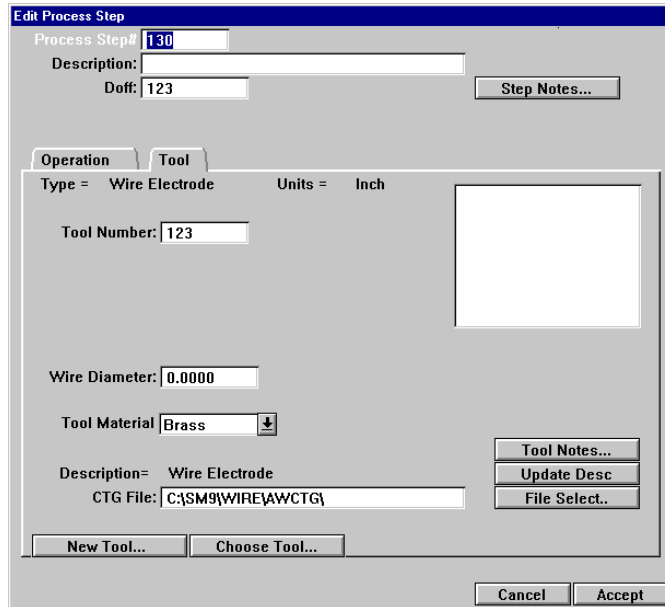 Edit Process Step
Process Step# 130
Description:
Doff: 123
Step Notes...
Operation Tool
Type = Wire Electrode Units = Inch
Tool Number: 123
Wire Diameter: 0.0000
Tool Material Brass
Tool Notes...
Description= Wire Electrode
Update Desc
CTG File: C:\SM9\WIRE\AWCTG\
File Select..
New Tool... Choose Tool...
Cancel Accept